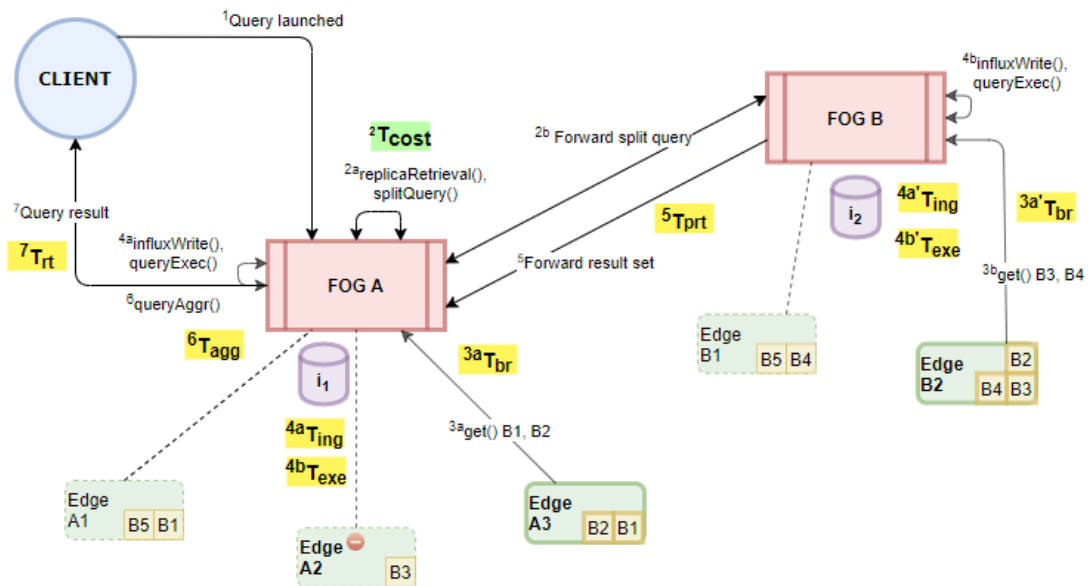 1Query launched
CLIENT
4binfluxWrite(),
queryExec()
FOG B
2Tcost
2b Forward split query
2areplicaRetrieval(),
splitQuery()
4a'Ting
3a'Tbr
i2
5Tprt
7Query result
4b'Texe
4ainfluxWrite(),
queryExec()
7Trt
5Forward result set
3bget() B3, B4
FOG A
6queryAggr()
Edge
B1
B5 B4
6Tagg
3aTbr
Edge
B2
B2
B4 B3
i1
4aTing
3aget() B1, B2
4bTexe
Edge
A1
B5 B1
Edge
A3
B2 B1
Edge
A2
B3